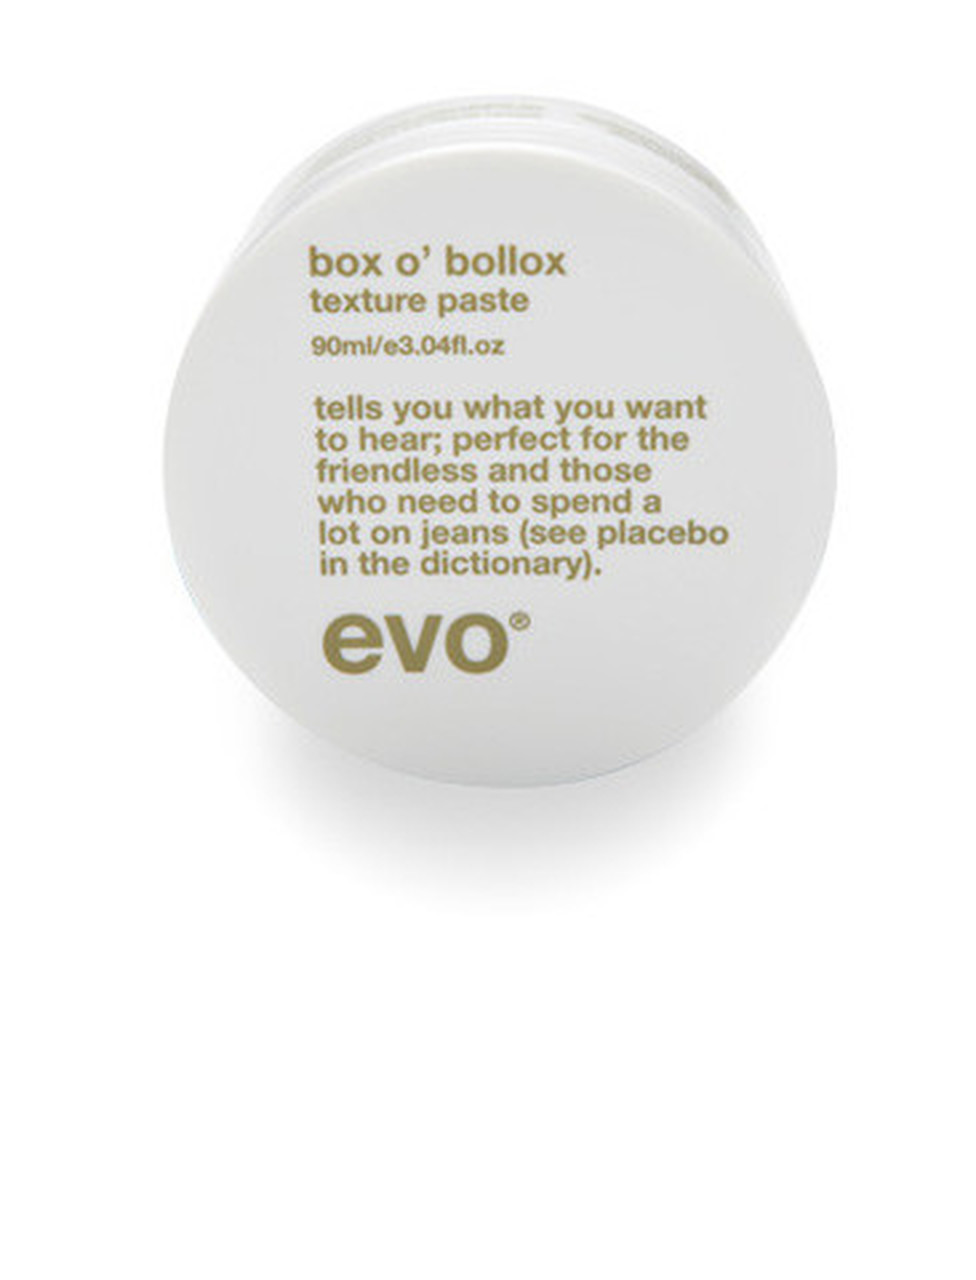 box o' bollox
texture paste
90ml/e3.04fl.oz
tells you what you want
to hear; perfect for the
friendless and those
who need to spend a
lot on jeans (see placebo
in the dictionary).
evo®